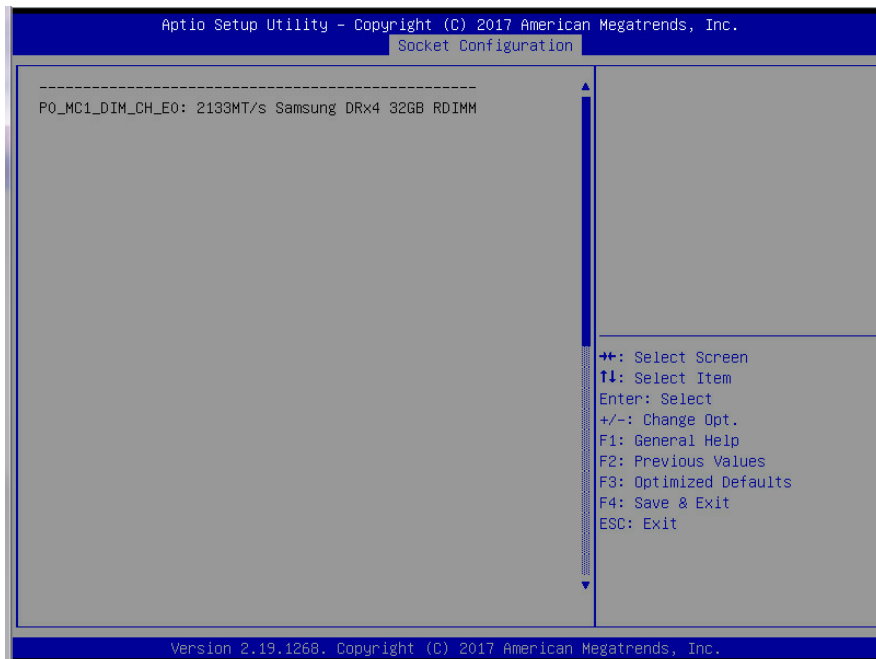 Aptio Setup Utility – Copyright (C) 2017 American Megatrends, Inc.
Socket Configuration
--------------------------------------------------
P0_MC1_DIM_CH_E0: 2133MT/s Samsung DRx4 32GB RDIMM
→←: Select Screen
↑↓: Select Item
Enter: Select
+/-: Change Opt.
F1: General Help
F2: Previous Values
F3: Optimized Defaults
F4: Save & Exit
ESC: Exit
Version 2.19.1268. Copyright (C) 2017 American Megatrends, Inc.